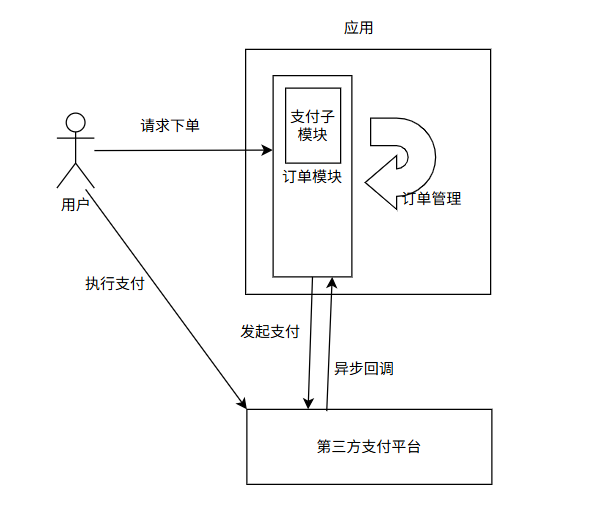 应用
请求下单
支付子
模块
订单模块
订单管理
用户
执行支付
发起支付
异步回调
第三方支付平台